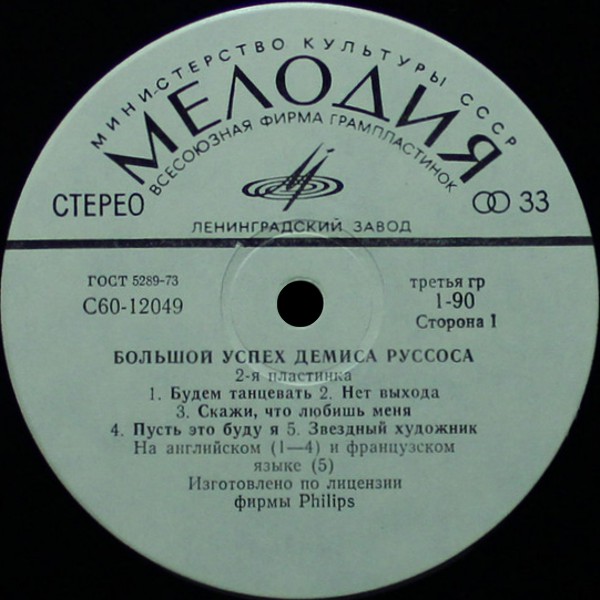 МИНИСТЕРСТВО КУЛЬТУРЫ СССР
МЕЛОДИЯ
ВСЕСОЮЗНАЯ ФИРМА ГРАМПЛАСТИНОК
СТЕРЕО
33
ЛЕНИНГРАДСКИЙ ЗАВОД
ГОСТ 5289-73
С60-12049
третья гр
1-90
Сторона 1
БОЛЬШОЙ УСПЕХ ДЕМИСА РУССОСА
2-я пластинка
1. Будем танцевать 2. Нет выхода
3. Скажи, что любишь меня
4. Пусть это буду я 5. Звездный художник
На английском (1—4) и французском
языке (5)
Изготовлено по лицензии
фирмы Philips